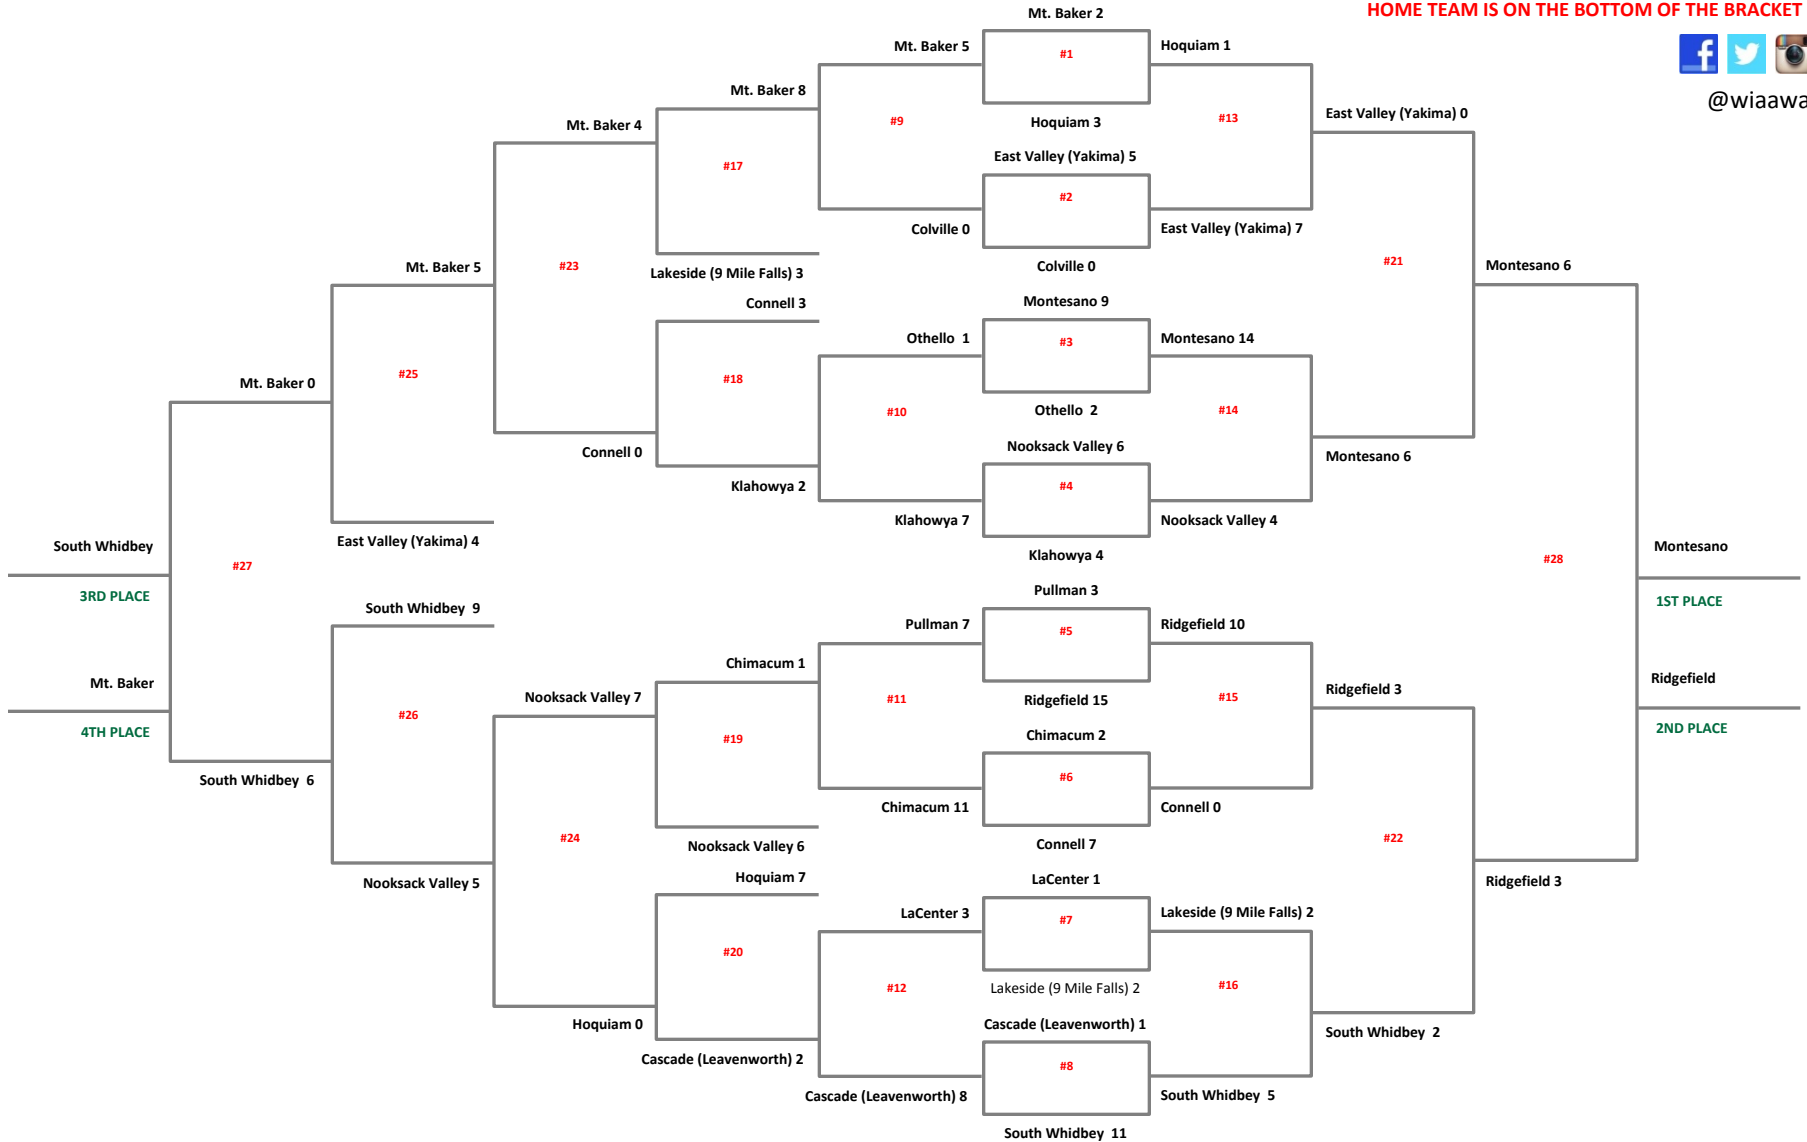 HOME TEAM IS ON THE BOTTOM OF THE BRACKET
@wiaawa
Mt. Baker 2
#1
Hoquiam 3
East Valley (Yakima) 5
#2
Colville 0
Montesano 9
#3
Othello 2
Nooksack Valley 6
#4
Klahowya 4
Pullman 3
#5
Ridgefield 15
Chimacum 2
#6
Connell 7
LaCenter 1
#7
Lakeside (9 Mile Falls) 2
Cascade (Leavenworth) 1
#8
South Whidbey 11
Mt. Baker 5
#9
Colville 0
Othello 1
#10
Klahowya 7
Pullman 7
#11
Chimacum 11
LaCenter 3
#12
Cascade (Leavenworth) 8
Hoquiam 1
#13
East Valley (Yakima) 7
Montesano 14
#14
Nooksack Valley 4
Ridgefield 10
#15
Connell 0
Lakeside (9 Mile Falls) 2
#16
South Whidbey 5
Mt. Baker 8
#17
Lakeside (9 Mile Falls) 3
Connell 3
#18
Klahowya 2
Chimacum 1
#19
Nooksack Valley 6
Hoquiam 7
#20
Cascade (Leavenworth) 2
East Valley (Yakima) 0
#21
Montesano 6
Ridgefield 3
#22
South Whidbey 2
Mt. Baker 4
#23
Connell 0
Nooksack Valley 7
#24
Hoquiam 0
Mt. Baker 5
#25
East Valley (Yakima) 4
South Whidbey 9
#26
Nooksack Valley 5
Mt. Baker 0
#27
South Whidbey 6
Montesano 6
#28
Ridgefield 3
South Whidbey
3RD PLACE
Mt. Baker
4TH PLACE
Montesano
1ST PLACE
Ridgefield
2ND PLACE